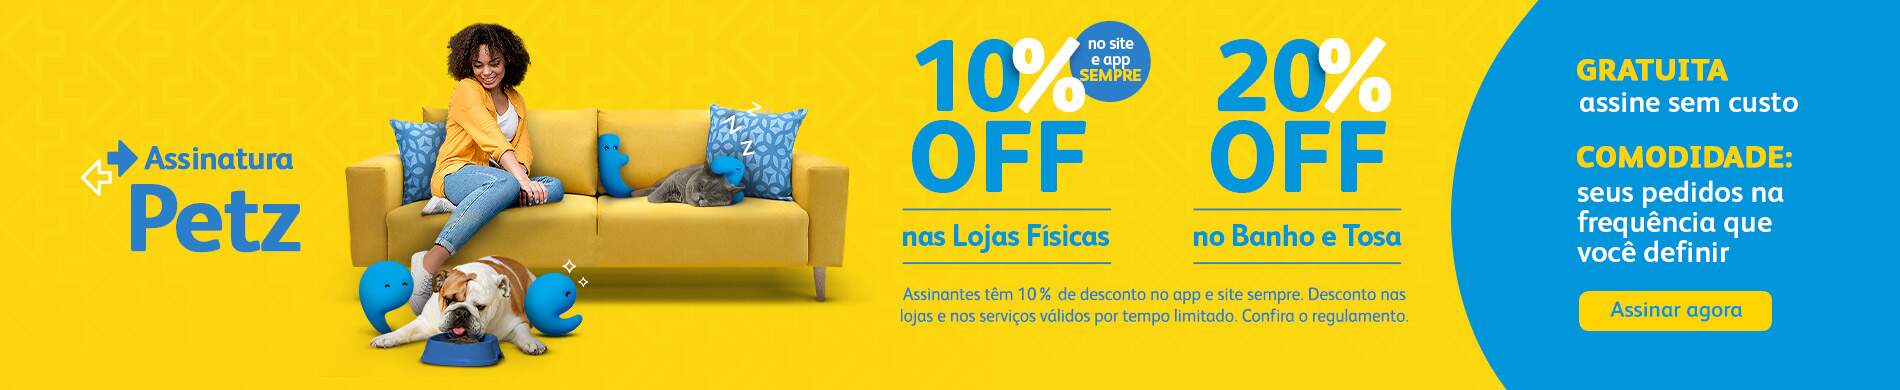 Assinatura
Petz
z
z
z
10%
OFF
no site
e app
SEMPRE
nas Lojas Físicas
20%
OFF
no Banho e Tosa
Assinantes têm 10% de desconto no app e site sempre. Desconto nas
lojas e nos serviços válidos por tempo limitado. Confira o regulamento.
GRATUITA
assine sem custo
COMODIDADE:
seus pedidos na
frequência que
você definir
Assinar agora